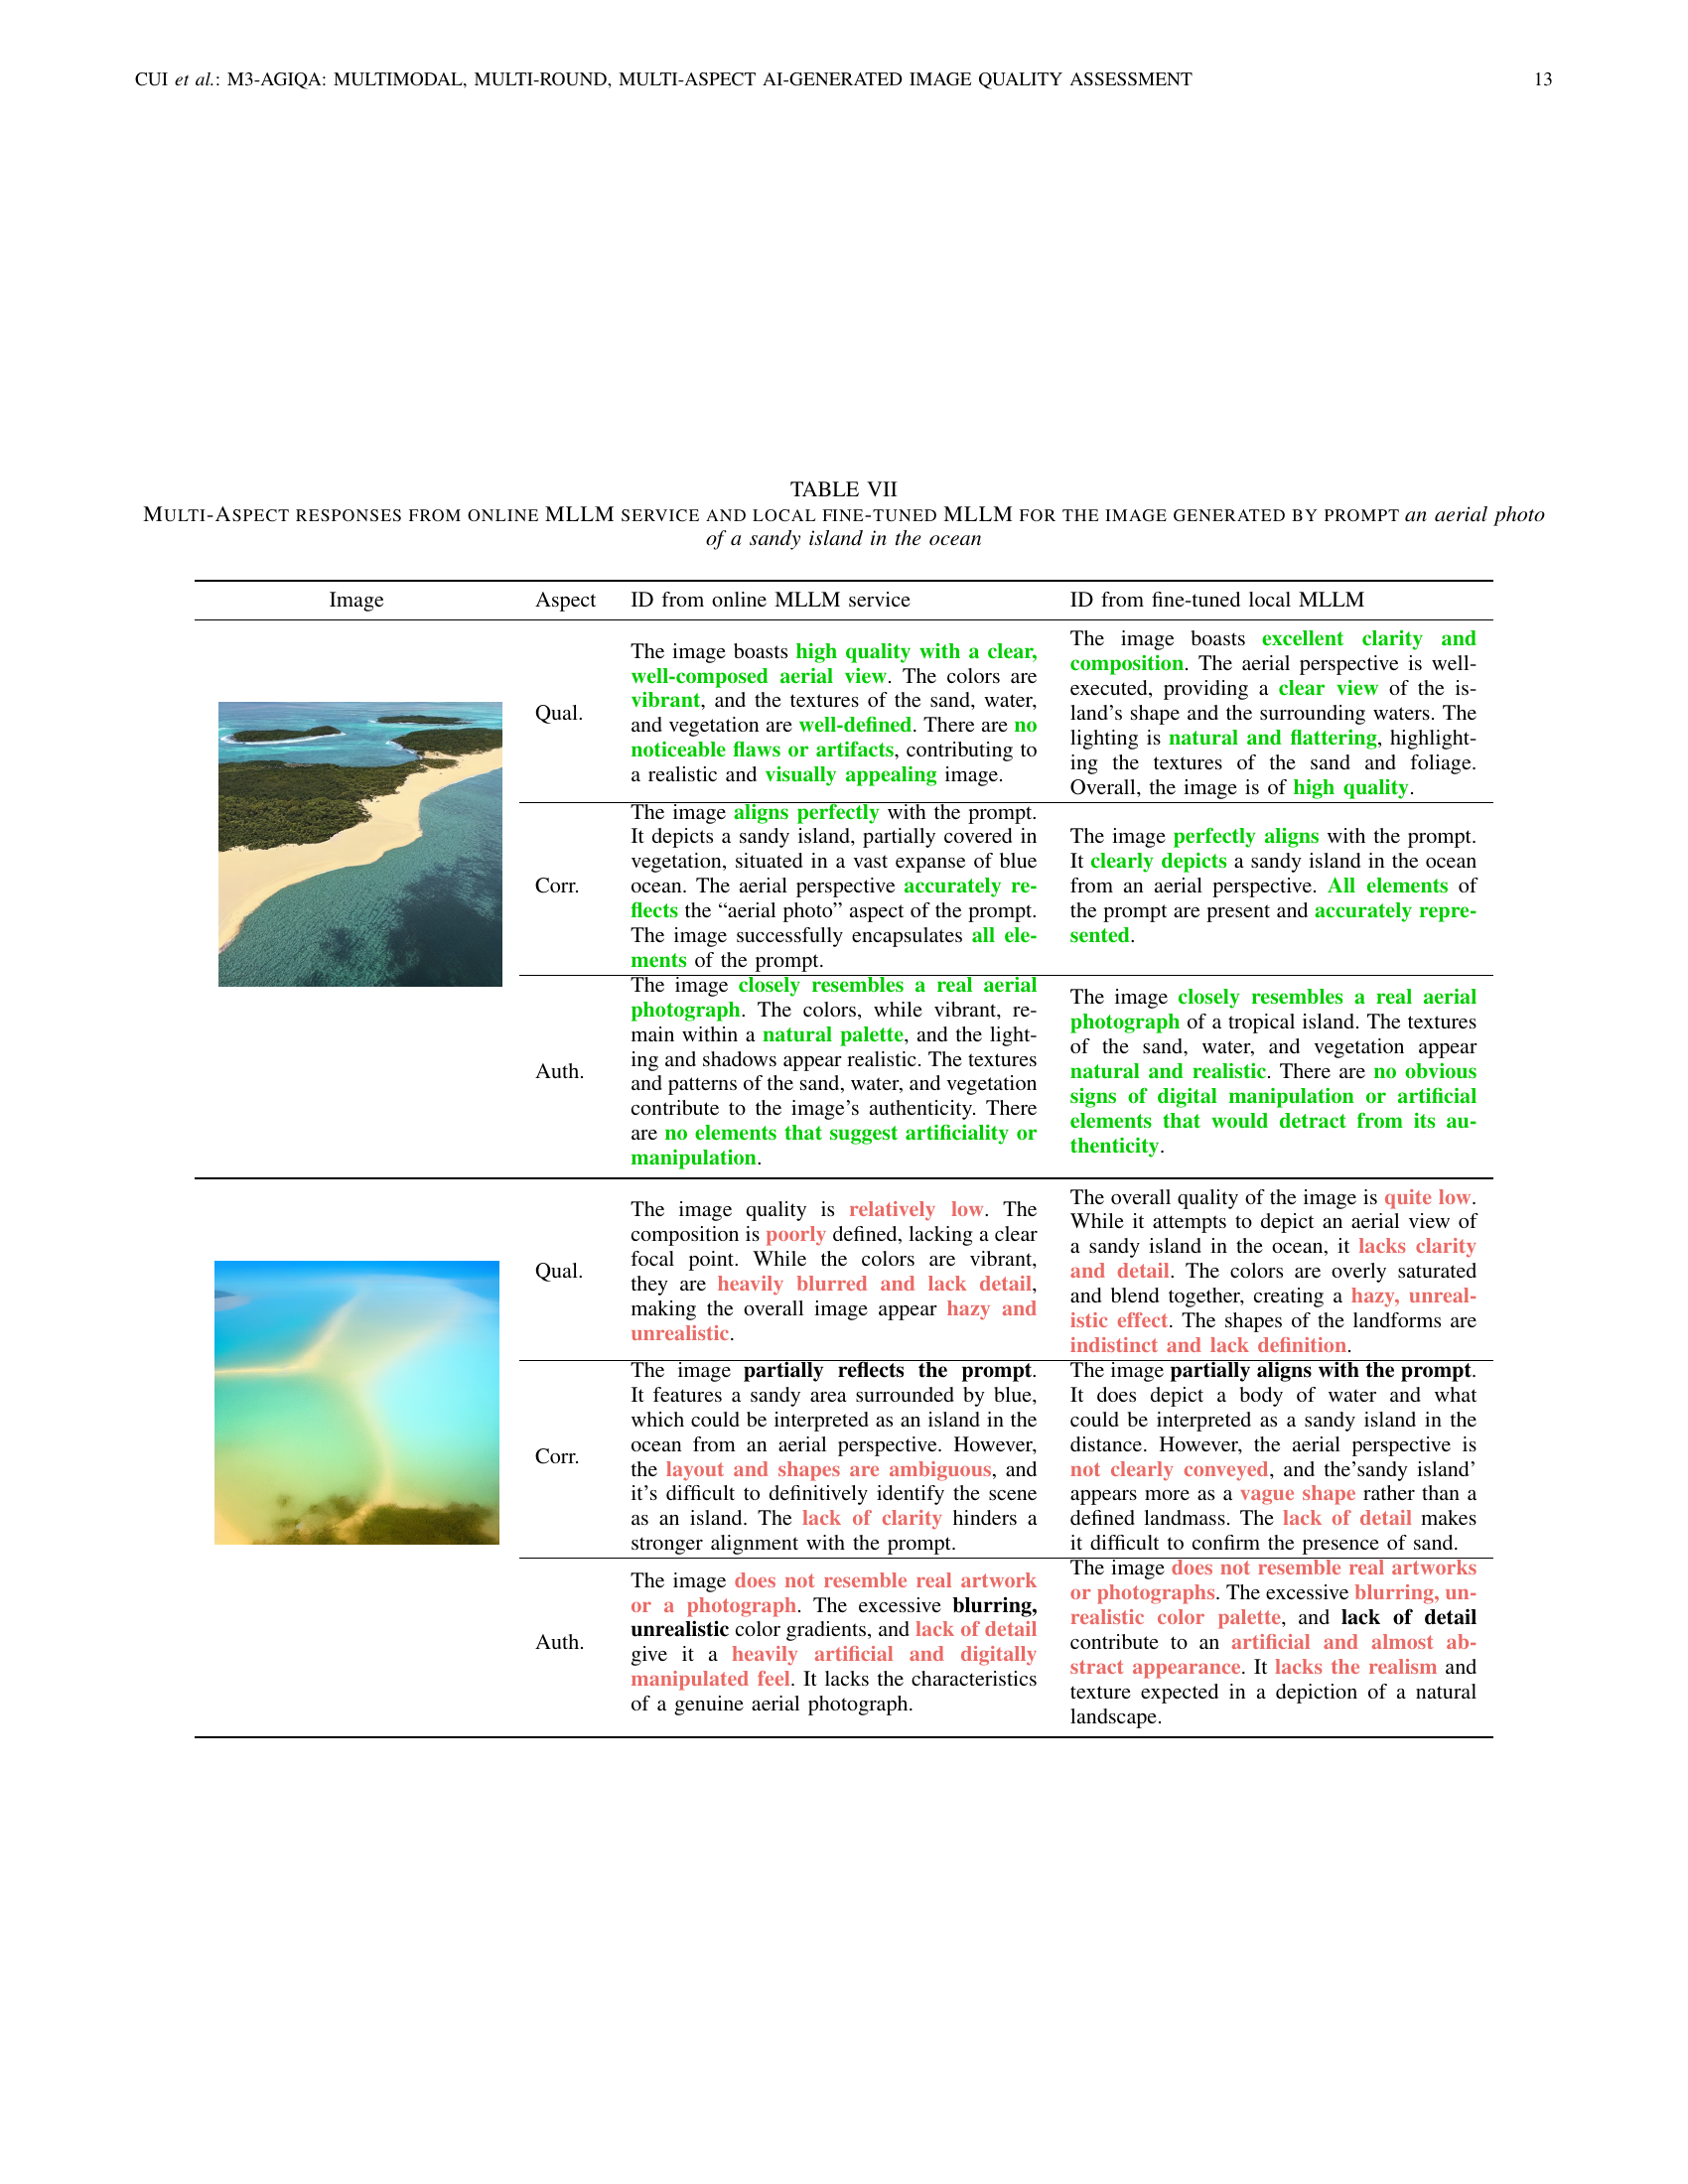 CUI et al.: M3-AGIQA: MULTIMODAL, MULTI-ROUND, MULTI-ASPECT AI-GENERATED IMAGE QUALITY ASSESSMENT 13
TABLE VII
MULTI-ASPECT RESPONSES FROM ONLINE MLLM SERVICE AND LOCAL FINE-TUNED MLLM FOR THE IMAGE GENERATED BY PROMPT an aerial photo
of a sandy island in the ocean
Image Aspect ID from online MLLM service ID from fine-tuned local MLLM
Qual.
The image boasts high quality with a clear,
well-composed aerial view. The colors are
vibrant, and the textures of the sand, water,
and vegetation are well-defined. There are no
noticeable flaws or artifacts, contributing to
a realistic and visually appealing image.
The image boasts excellent clarity and
composition. The aerial perspective is well-
executed, providing a clear view of the is-
land's shape and the surrounding waters. The
lighting is natural and flattering, highlight-
ing the textures of the sand and foliage.
Overall, the image is of high quality.
Corr.
The image aligns perfectly with the prompt.
It depicts a sandy island, partially covered in
vegetation, situated in a vast expanse of blue
ocean. The aerial perspective accurately re-
flects the “aerial photo” aspect of the prompt.
The image successfully encapsulates all ele-
ments of the prompt.
The image perfectly aligns with the prompt.
It clearly depicts a sandy island in the ocean
from an aerial perspective. All elements of
the prompt are present and accurately repre-
sented.
Auth.
The image closely resembles a real aerial
photograph. The colors, while vibrant, re-
main within a natural palette, and the light-
ing and shadows appear realistic. The textures
and patterns of the sand, water, and vegetation
contribute to the image's authenticity. There
are no elements that suggest artificiality or
manipulation.
The image closely resembles a real aerial
photograph of a tropical island. The textures
of the sand, water, and vegetation appear
natural and realistic. There are no obvious
signs of digital manipulation or artificial
elements that would detract from its au-
thenticity.
Qual.
The image quality is relatively low. The
composition is poorly defined, lacking a clear
focal point. While the colors are vibrant,
they are heavily blurred and lack detail,
making the overall image appear hazy and
unrealistic.
The overall quality of the image is quite low.
While it attempts to depict an aerial view of
a sandy island in the ocean, it lacks clarity
and detail. The colors are overly saturated
and blend together, creating a hazy, unreal-
istic effect. The shapes of the landforms are
indistinct and lack definition.
Corr.
The image partially reflects the prompt.
It features a sandy area surrounded by blue,
which could be interpreted as an island in the
ocean from an aerial perspective. However,
the layout and shapes are ambiguous, and
it's difficult to definitively identify the scene
as an island. The lack of clarity hinders a
stronger alignment with the prompt.
The image partially aligns with the prompt.
It does depict a body of water and what
could be interpreted as a sandy island in the
distance. However, the aerial perspective is
not clearly conveyed, and the'sandy island'
appears more as a vague shape rather than a
defined landmass. The lack of detail makes
it difficult to confirm the presence of sand.
Auth.
The image does not resemble real artwork
or a photograph. The excessive blurring,
unrealistic color gradients, and lack of detail
give it a heavily artificial and digitally
manipulated feel. It lacks the characteristics
of a genuine aerial photograph.
The image does not resemble real artworks
or photographs. The excessive blurring, un-
realistic color palette, and lack of detail
contribute to an artificial and almost ab-
stract appearance. It lacks the realism and
texture expected in a depiction of a natural
landscape.